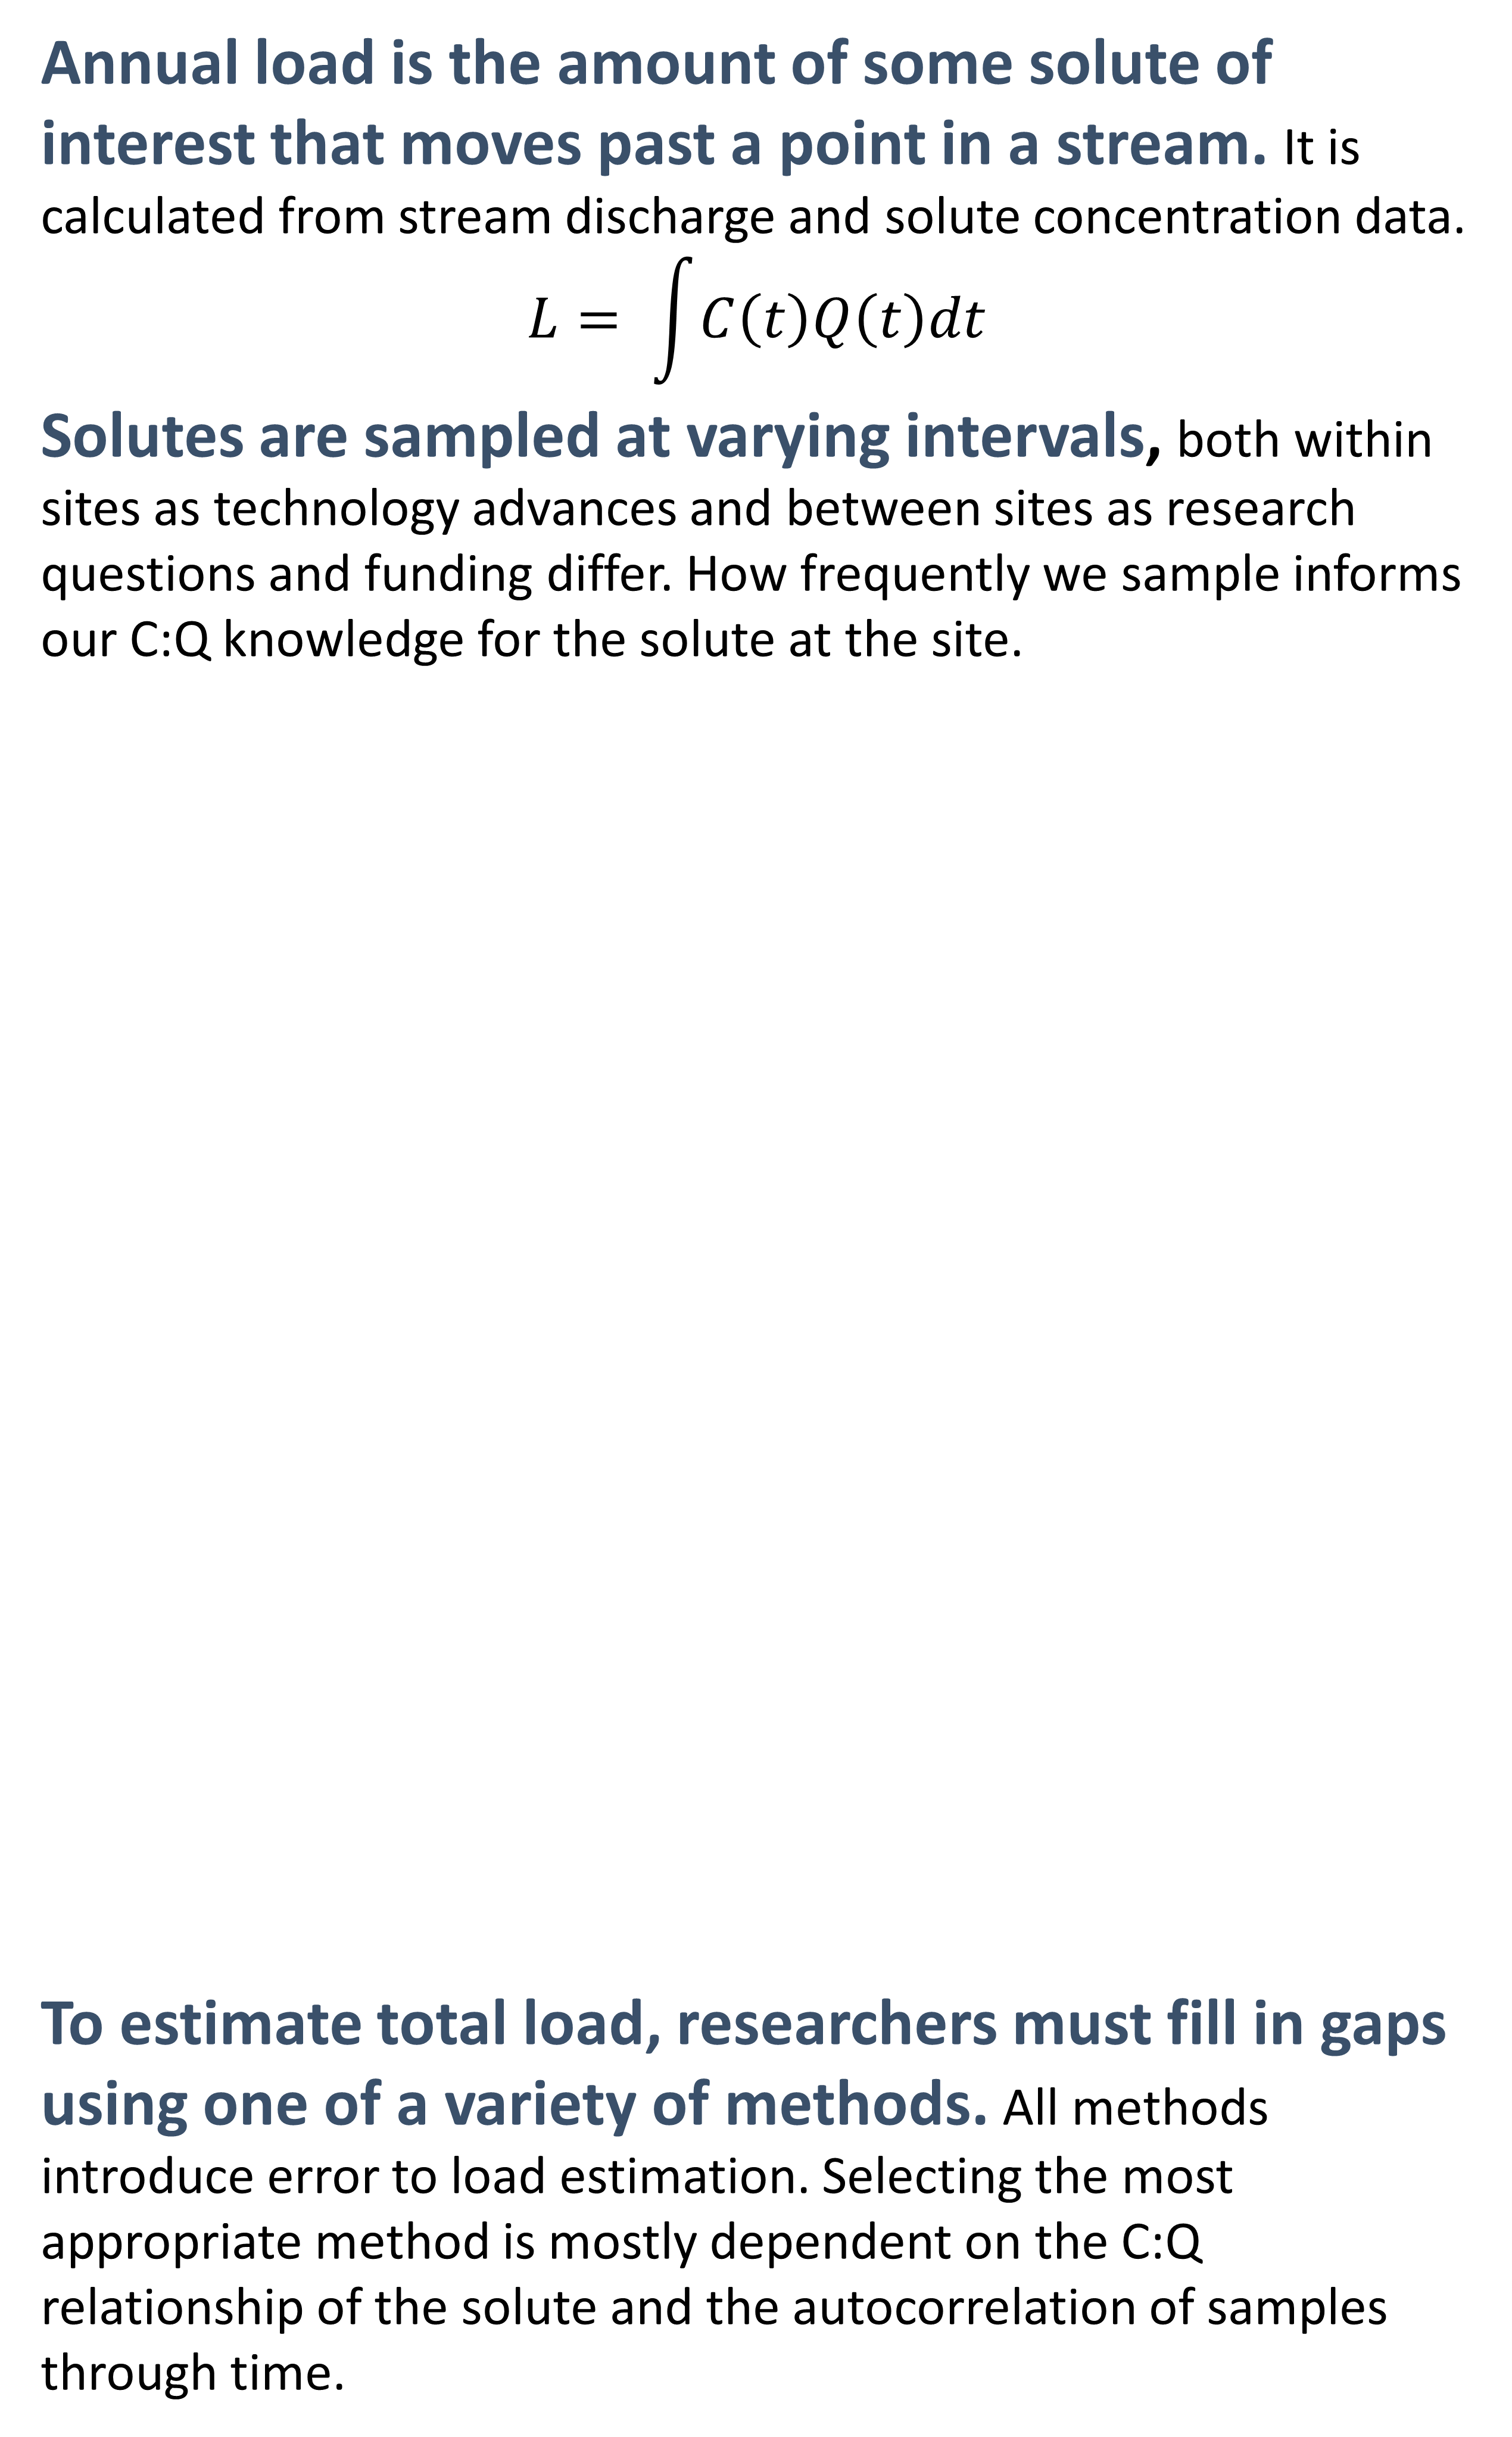 Annual load is the amount of some solute of
interest that moves past a point in a stream. It is
calculated from stream discharge and solute concentration data.
L = ∫C(t)Q(t)dt
Solutes are sampled at varying intervals, both within
sites as technology advances and between sites as research
questions and funding differ. How frequently we sample informs
our C:Q knowledge for the solute at the site.
To estimate total load, researchers must fill in gaps
using one of a variety of methods. All methods
introduce error to load estimation. Selecting the most
appropriate method is mostly dependent on the C:Q
relationship of the solute and the autocorrelation of samples
through time.